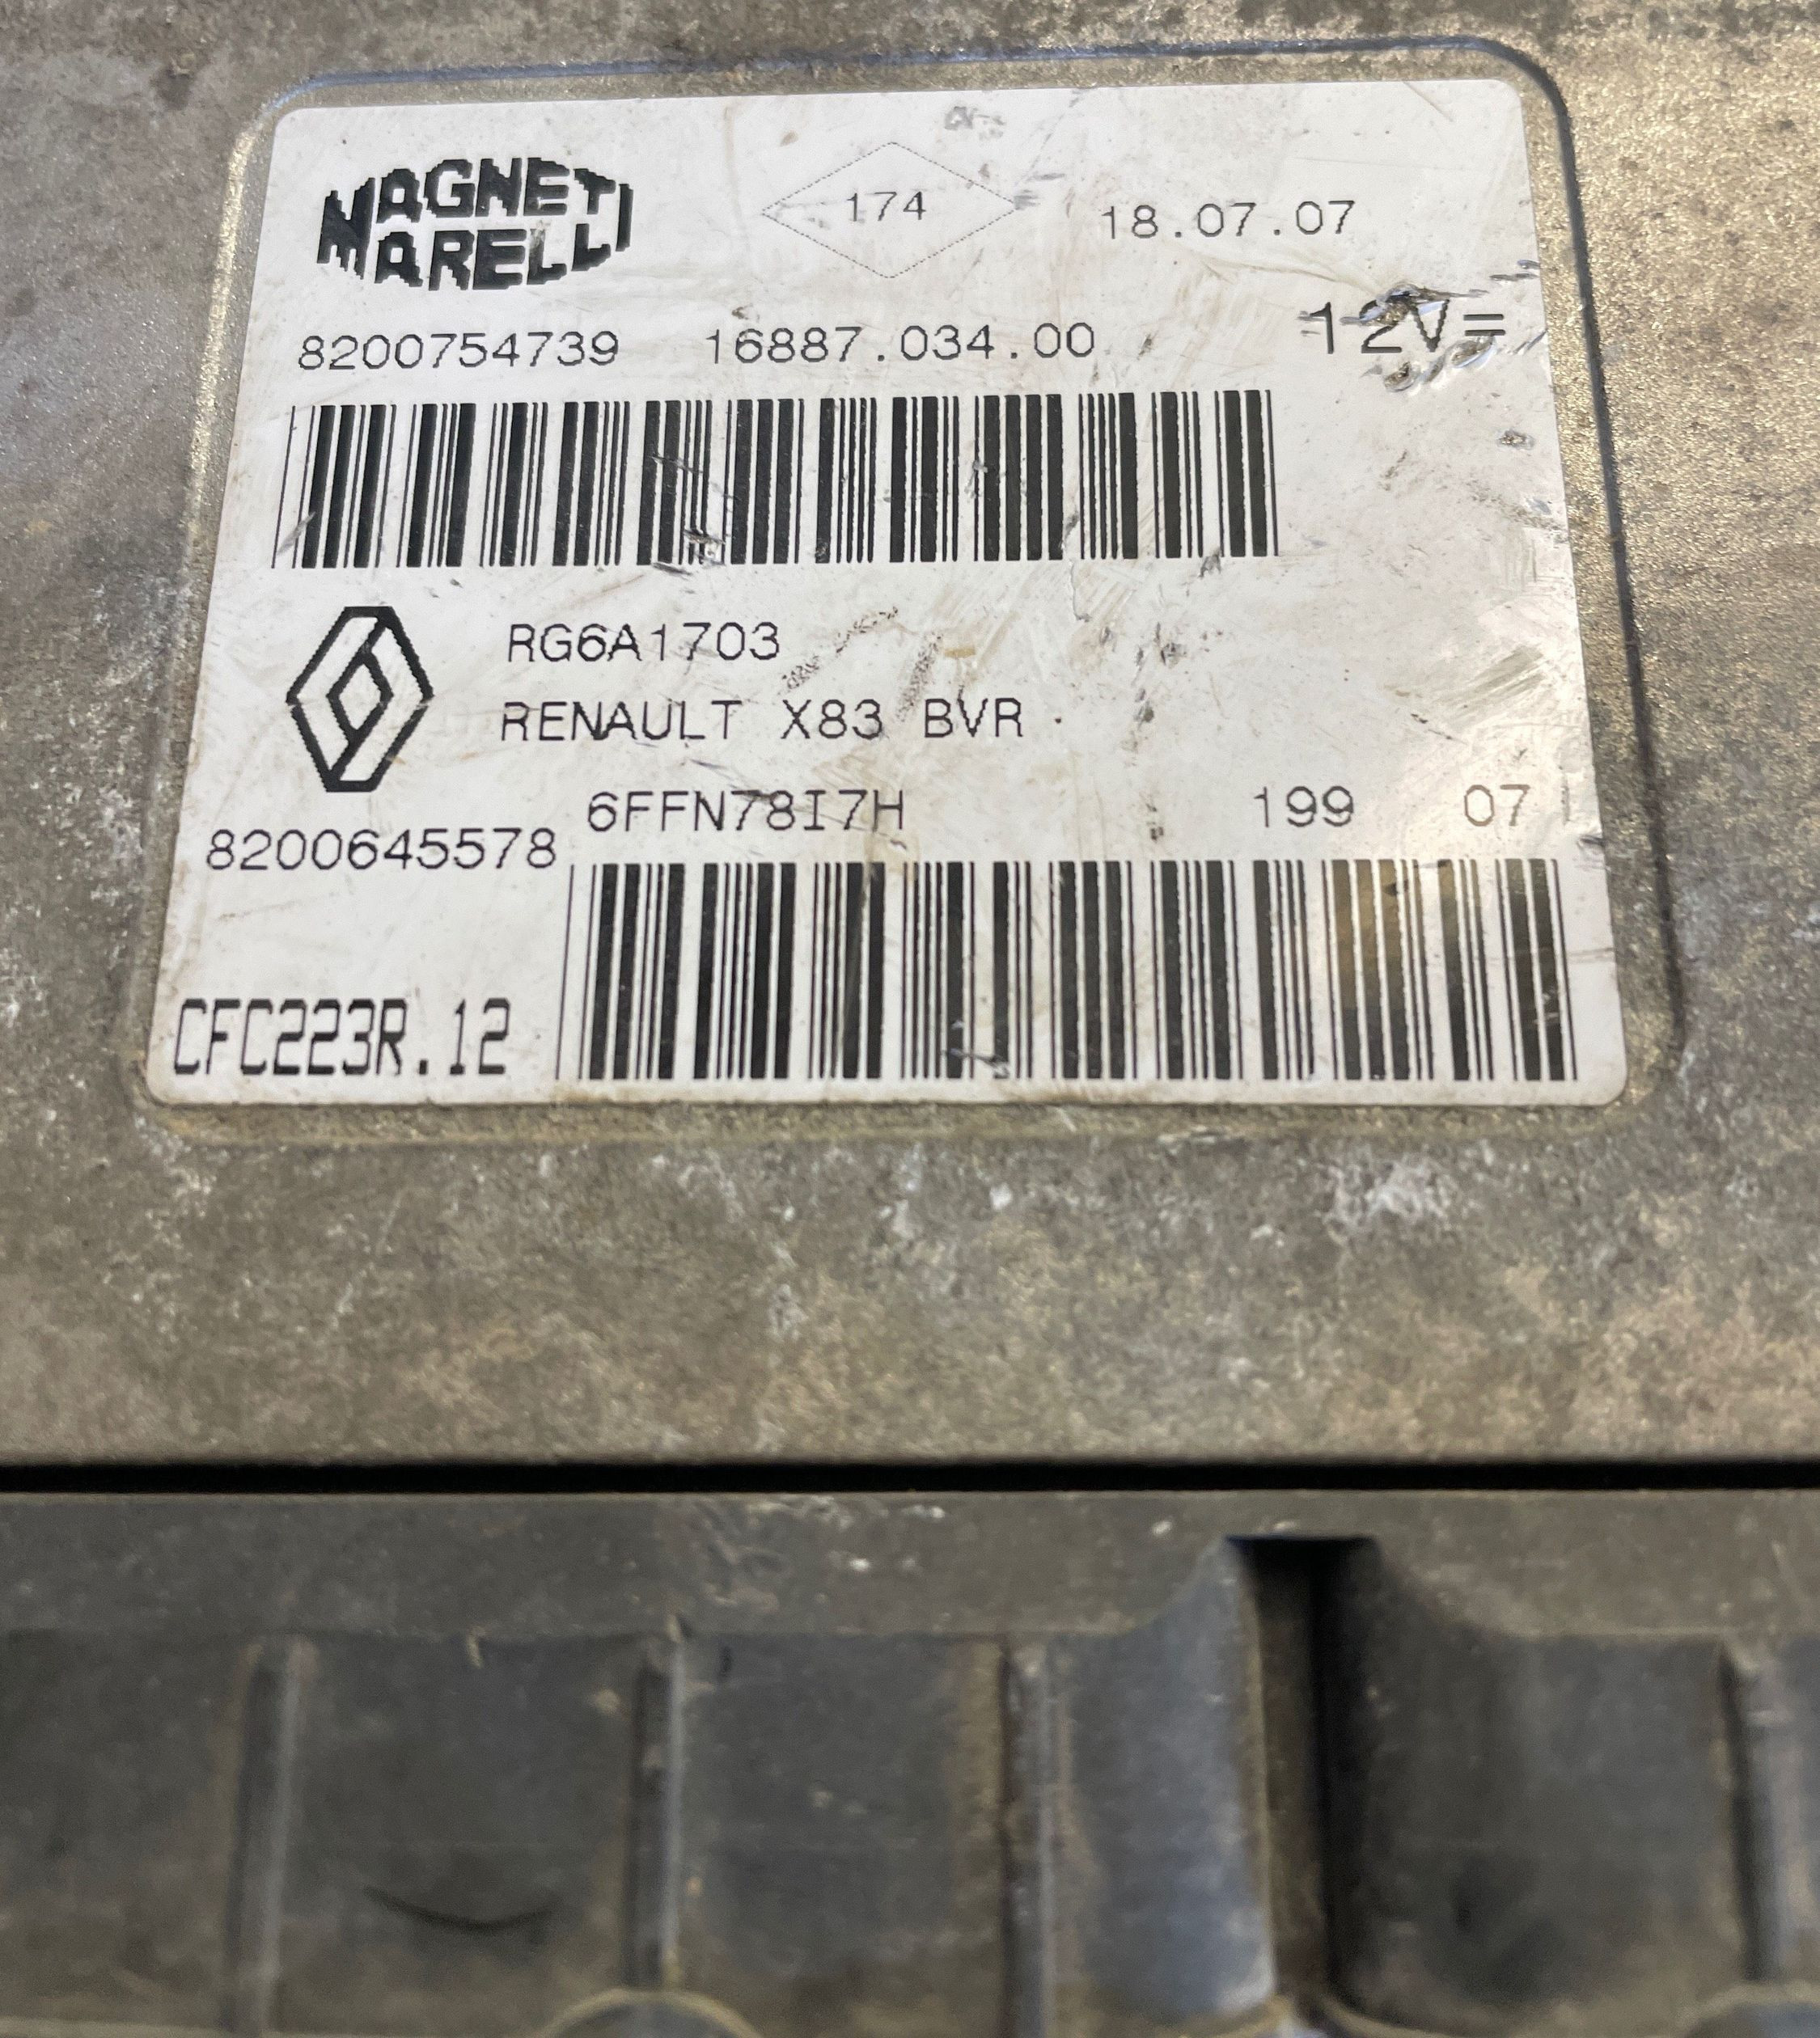 MAGNETI MARELLI
174
18.07.07
8200754739 16887.034.00 12V=
RG6A1703
RENAULT X83 BVR
6FFN78I7H 199 07
8200645578
CFC223R.12